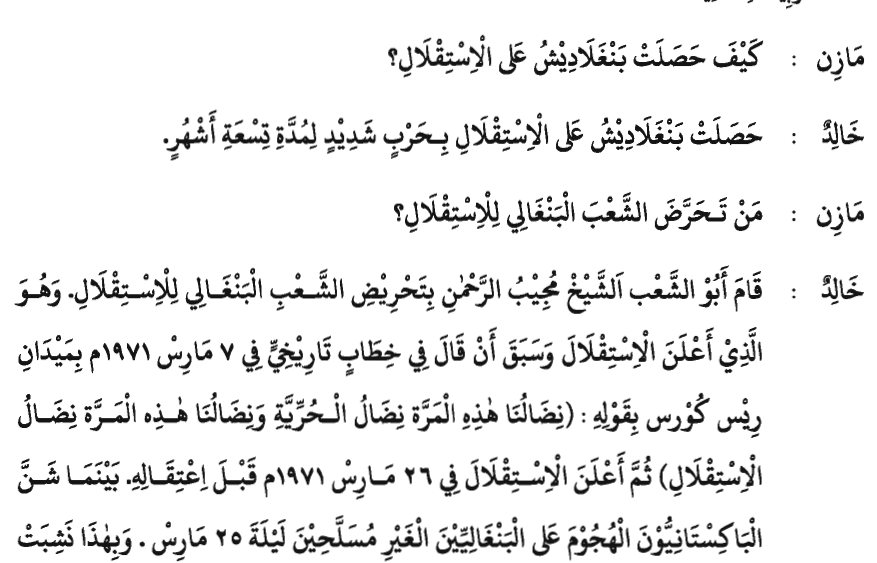 مَازِن : كَيْفَ حَصَلَتْ بَنْغَلَادِيْشُ عَلى الْاِسْتِقْلَالِ؟
خَالِدٌ : حَصَلَتْ بَنْغَلَادِيْشُ عَلى الْاِسْتِقْلَالِ بِحَرْبٍ شَدِيْدٍ لِمُدَّةِ تِسْعَةِ أَشْهُرٍ.
مَازِن : مَنْ تَحَرَّضَ الشَّعْبَ الْبَنْغَالِي لِلْاِسْتِقْلَالِ؟
خَالِدٌ : قَامَ أَبُوْ الشَّعْب اَلشَّيْخْ مُجِيْبُ الرَّحْمٰنِ بِتَحْرِيْضِ الشَّعْبِ الْبَنْغَالِي لِلْاِسْتِقْلَالِ. وَهُوَ
الَّذِيْ أَعْلَنَ الْاِسْتِقْلَالَ وَسَبَقَ أَنْ قَالَ فِي خِطَابٍ تَارِيْخِيٍّ فِي ٧ مَارِسْ ١٩٧١م بِمَيْدَانِ
رِيْس كُوْرس بِقَوْلِهِ : (نِضَالُنَا هٰذِهِ الْمَرَّة نِضَالُ الْحُرِّيَّةِ وَنِضَالُنَا هٰذِه الْمَرَّة نِضَالُ
الْاِسْتِقْلَالِ) ثُمَّ أَعْلَنَ الْاِسْتِقْلَالَ فِي ٢٦ مَارِسْ ١٩٧١م قَبْلَ اِعْتِقَالِهِ. بَيْنَمَا شَنَّ
الْبَاكِسْتَانِيُّوْنَ الْهُجُوْمَ عَلى الْبَنْغَالِيِّيْنَ الْغَيْرِ مُسَلَّحِيْنَ لَيْلَةَ ٢٥ مَارِسْ . وَبِهٰذَا نَشِبَتْ